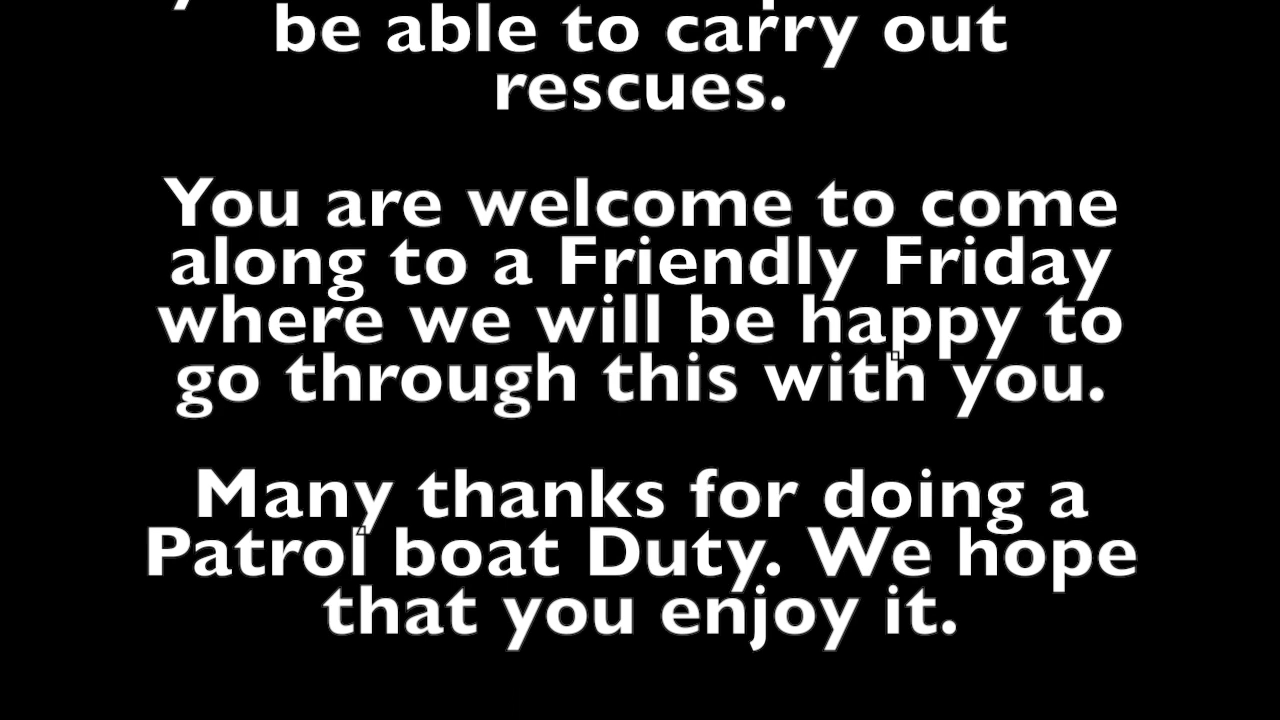 be able to carry out
rescues.
You are welcome to come
along to a Friendly Friday
where we will be happy to
go through this with you.
Many thanks for doing a
Patrol boat Duty. We hope
that you enjoy it.